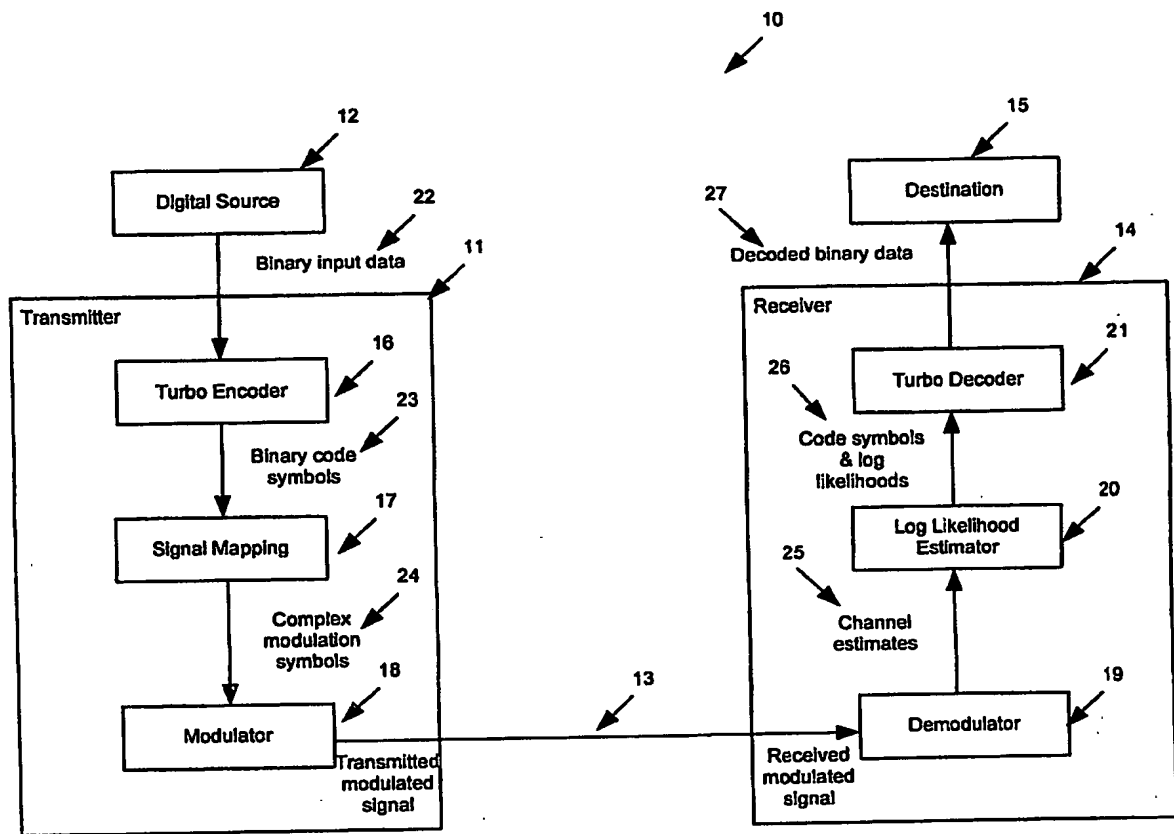 10
12
Digital Source
22
Binary input data
11
Transmitter
16
Turbo Encoder
23
Binary code
symbols
17
Signal Mapping
24
Complex
modulation
symbols
18
Modulator
Transmitted
modulated
signal
13
15
Destination
27
Decoded binary data
14
Receiver
21
Turbo Decoder
26
Code symbols
& log
likelihoods
20
Log Likelihood
Estimator
25
Channel
estimates
19
Demodulator
Received
modulated
signal